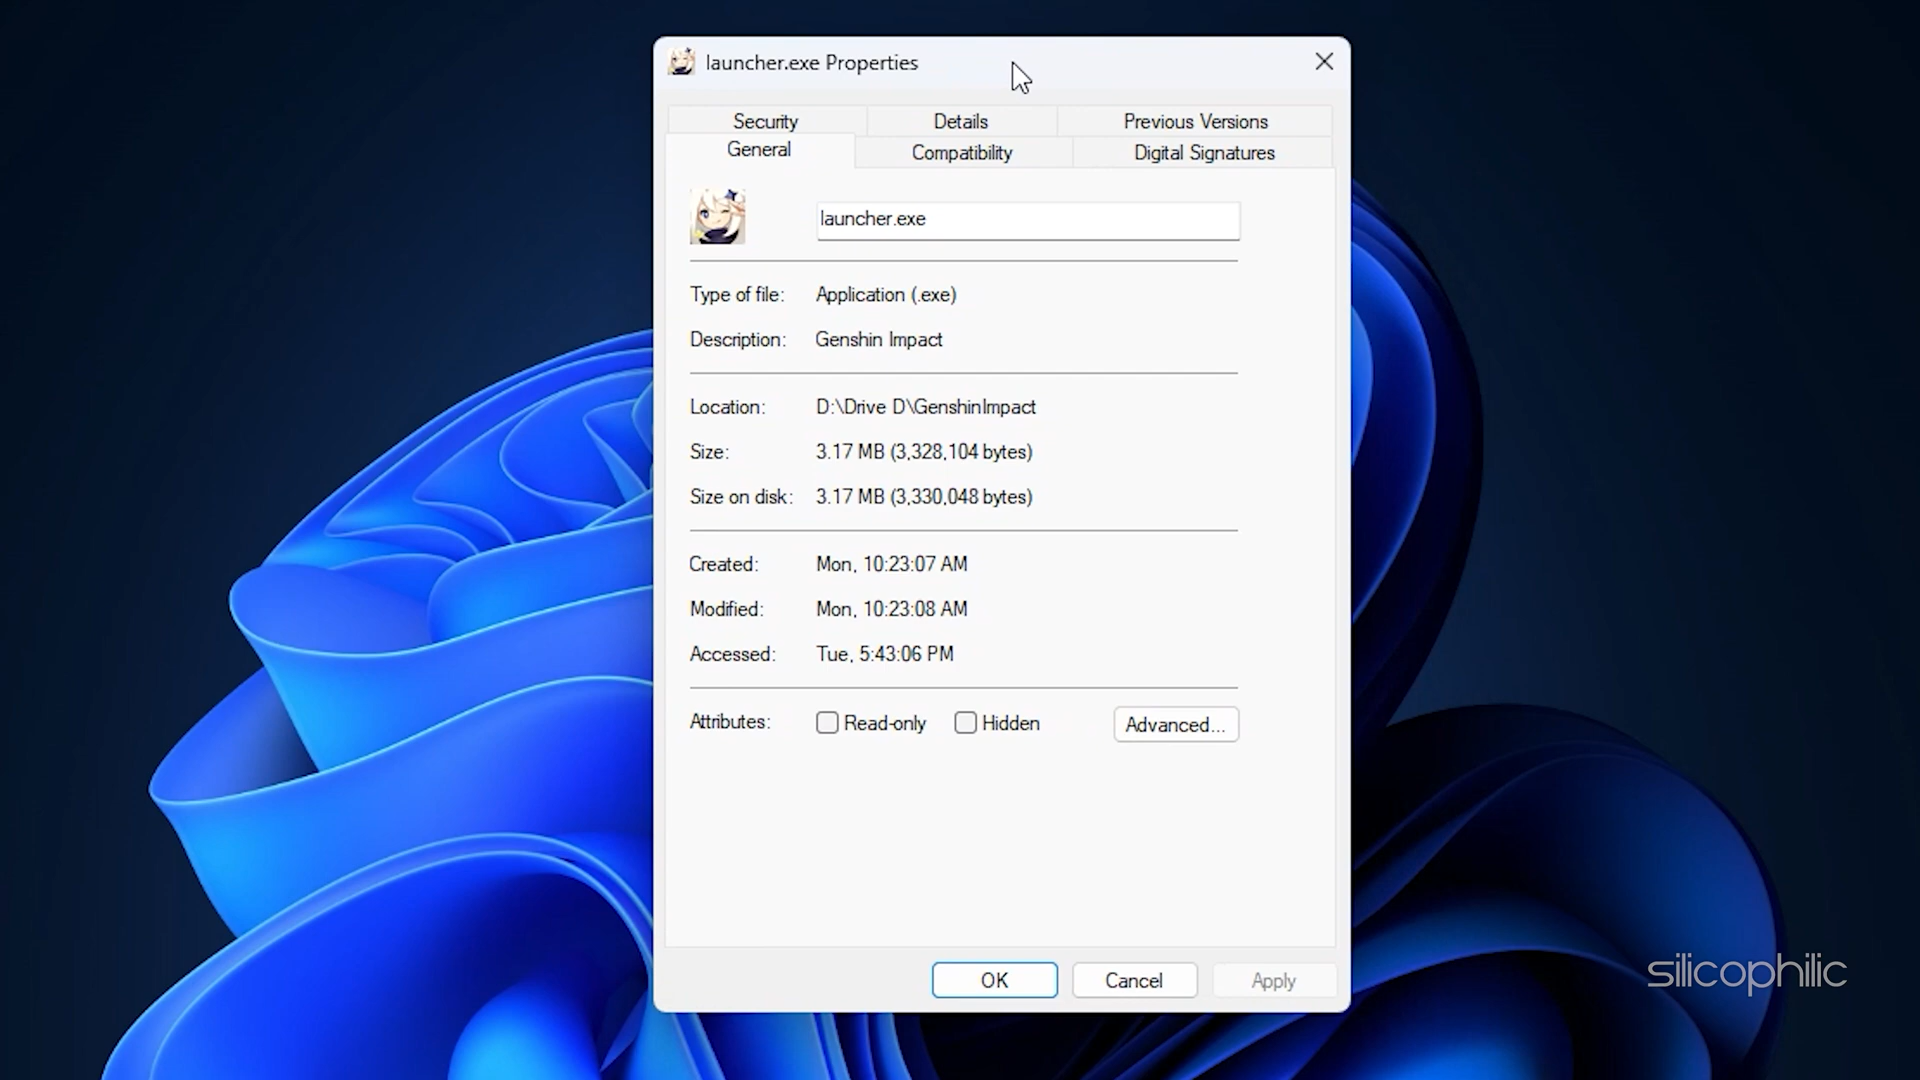 launcher.exe Properties
Security Details Previous Versions
General Compatibility Digital Signatures
launcher.exe
Type of file: Application (.exe)
Description: Genshin Impact
Location: D:\Drive D\GenshinImpact
Size: 3.17 MB (3,328,104 bytes)
Size on disk: 3.17 MB (3,330,048 bytes)
Created: Mon, 10:23:07 AM
Modified: Mon, 10:23:08 AM
Accessed: Tue, 5:43:06 PM
Attributes: Read-only Hidden Advanced...
OK Cancel Apply
silicophilic